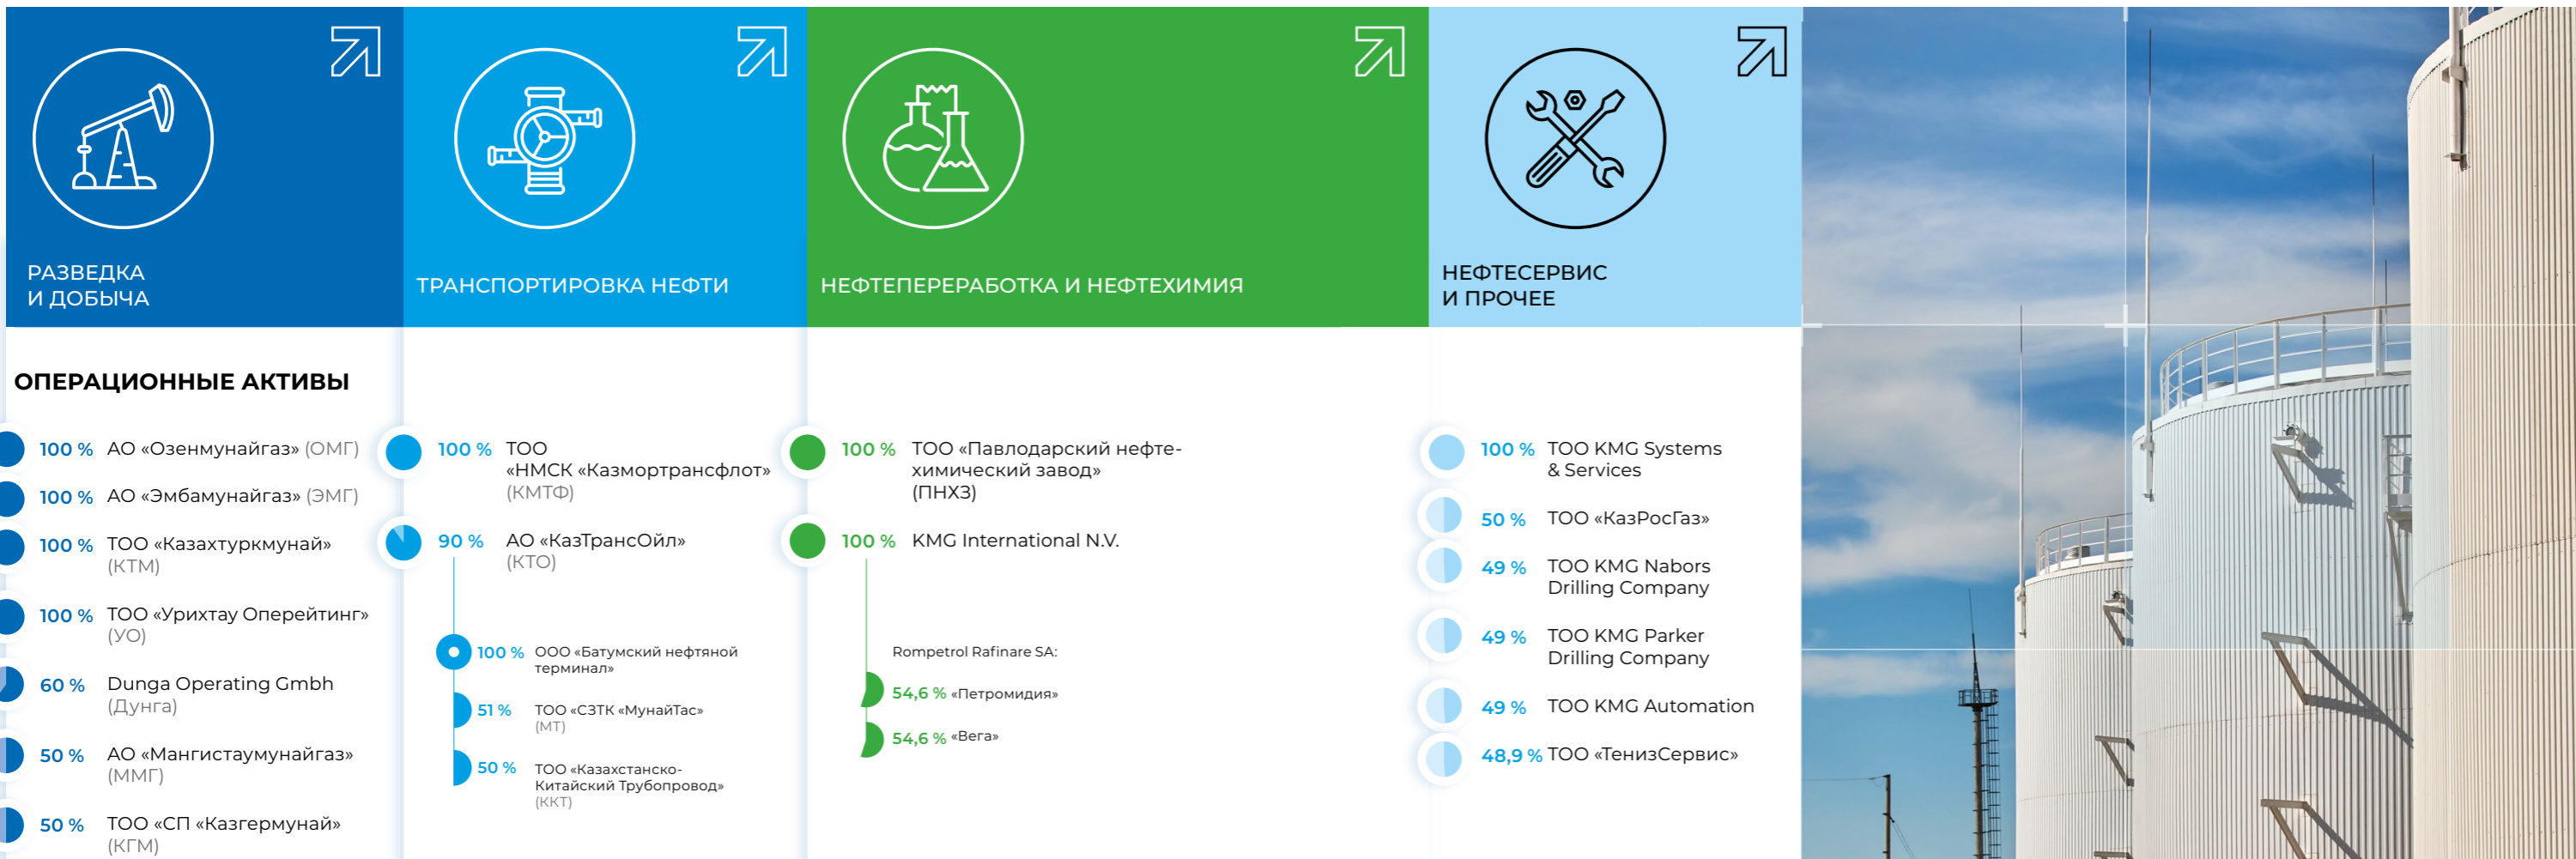 РАЗВЕДКА
И ДОБЫЧА
ТРАНСПОРТИРОВКА НЕФТИ
НЕФТЕПЕРЕРАБОТКА И НЕФТЕХИМИЯ
НЕФТЕСЕРВИС
И ПРОЧЕЕ
ОПЕРАЦИОННЫЕ АКТИВЫ
100 % АО «Озенмунайгаз» (ОМГ)
100 % АО «Эмбамунайгаз» (ЭМГ)
100 % ТОО «Казахтуркмунай»
(КТМ)
100 % ТОО «Урихтау Оперейтинг»
(УО)
60 % Dunga Operating Gmbh
(Дунга)
50 % АО «Мангистаумунайгаз»
(ММГ)
50 % ТОО «СП «Казгермунай»
(КГМ)
100 % ТОО
«НМСК «Казмортрансфлот»
(КМТФ)
90 % АО «КазТрансОйл»
(КТО)
100 % ООО «Батумский нефтяной
терминал»
51 % ТОО «СЗТК «МунайТас»
(МТ)
50 % ТОО «Казахстанско-
Китайский Трубопровод»
(ККТ)
100 % ТОО «Павлодарский нефте-
химический завод»
(ПНХЗ)
100 % KMG International N.V.
Rompetrol Rafinare SA:
54,6 % «Петромидия»
54,6 % «Вега»
100 % ТОО KMG Systems
& Services
50 % ТОО «КазРосГаз»
49 % ТОО KMG Nabors
Drilling Company
49 % ТОО KMG Parker
Drilling Company
49 % ТОО KMG Automation
48,9 % ТОО «ТенизСервис»